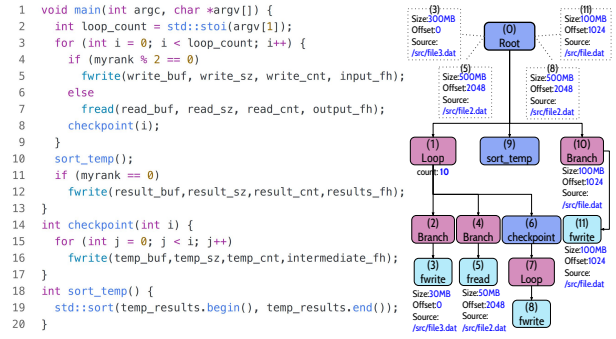 1 void main(int argc, char *argv[]) {
2 int loop_count = std::stoi(argv[1]);
3 for (int i = 0; i < loop_count; i++) {
4 if (myrank % 2 == 0)
5 fwrite(write_buf, write_sz, write_cnt, input_fh);
6 else
7 fread(read_buf, read_sz, read_cnt, output_fh);
8 checkpoint(i);
9 }
10 sort_temp();
11 if (myrank == 0)
12 fwrite(result_buf,result_sz,result_cnt,results_fh);
13 }
14 int checkpoint(int i) {
15 for (int j = 0; j < i; j++)
16 fwrite(temp_buf,temp_sz,temp_cnt,intermediate_fh);
17 }
18 int sort_temp() {
19 std::sort(temp_results.begin(), temp_results.end());
20 }
(3)
Size:300MB
Offset:0
Source:
/src/file3.dat
(0)
Root
(11)
Size:100MB
Offset:1024
Source:
/src/file.dat
(5)
Size:500MB
Offset:2048
Source:
/src/file2.dat
(8)
Size:500MB
Offset:2048
Source:
/src/file2.dat
(1)
Loop
count: 10
(9)
sort_temp
(10)
Branch
Size:100MB
Offset:1024
Source:
/src/file.dat
(2)
Branch
(4)
Branch
(6)
checkpoint
(11)
fwrite
Size:100MB
Offset:1024
Source:
/src/file.dat
(3)
fwrite
Size:30MB
Offset:0
Source:
/src/file3.dat
(5)
fread
Size:50MB
Offset:2048
Source:
/src/file2.dat
(7)
Loop
(8)
fwrite